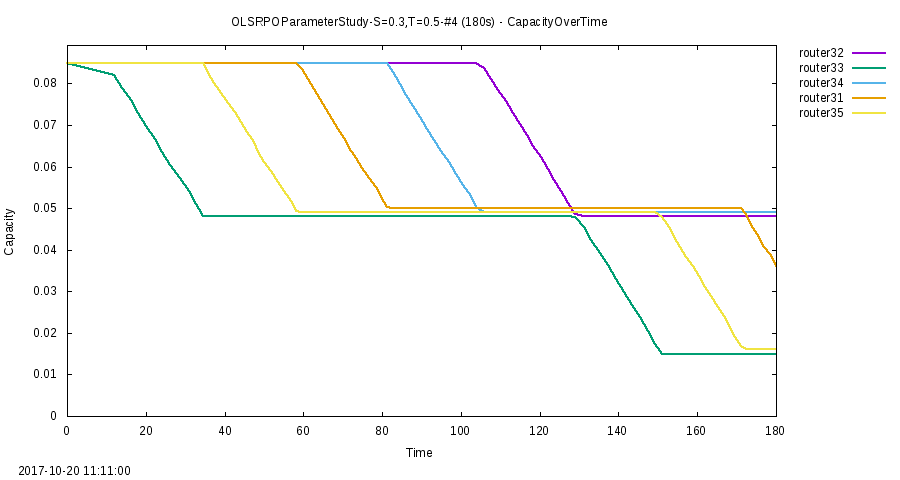 OLSRPOParameterStudy-S=0.3,T=0.5-#4 (180s) - CapacityOverTime
router32
router33
router34
router31
router35
0.08
0.07
0.06
0.05
0.04
0.03
0.02
0.01
0
Capacity
0 20 40 60 80 100 120 140 160 180
Time
2017-10-20 11:11:00